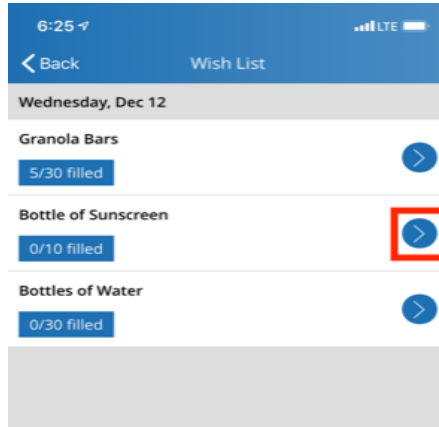 6:25
LTE
Back
Wish List
Wednesday, Dec 12
Granola Bars
5/30 filled
Bottle of Sunscreen
0/10 filled
Bottles of Water
0/30 filled